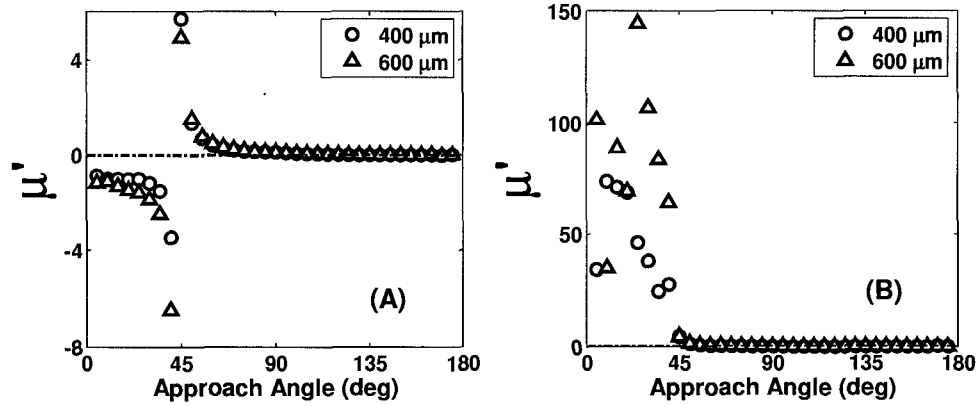 400 μm
600 μm
4
0
-4
-8
μ'
(A)
0 45 90 135 180
Approach Angle (deg)
150
100
50
0
μ'
400 μm
600 μm
(B)
0 45 90 135 180
Approach Angle (deg)